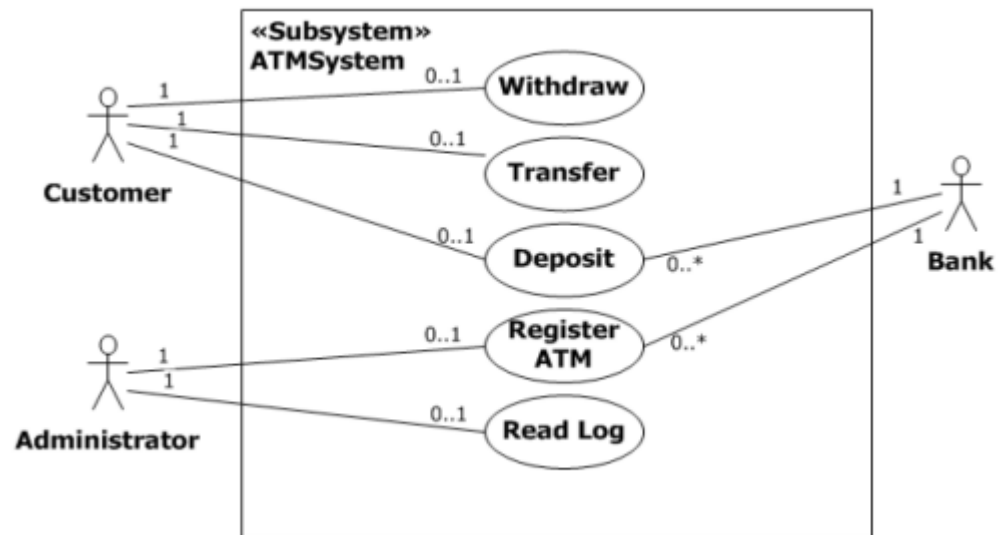 «Subsystem»
ATMSystem
1
0..1
Withdraw
1
0..1
Transfer
1
0..1
Deposit
Customer
1
0..*
1
0..*
Bank
1
0..1
Register
ATM
1
0..1
Read Log
Administrator